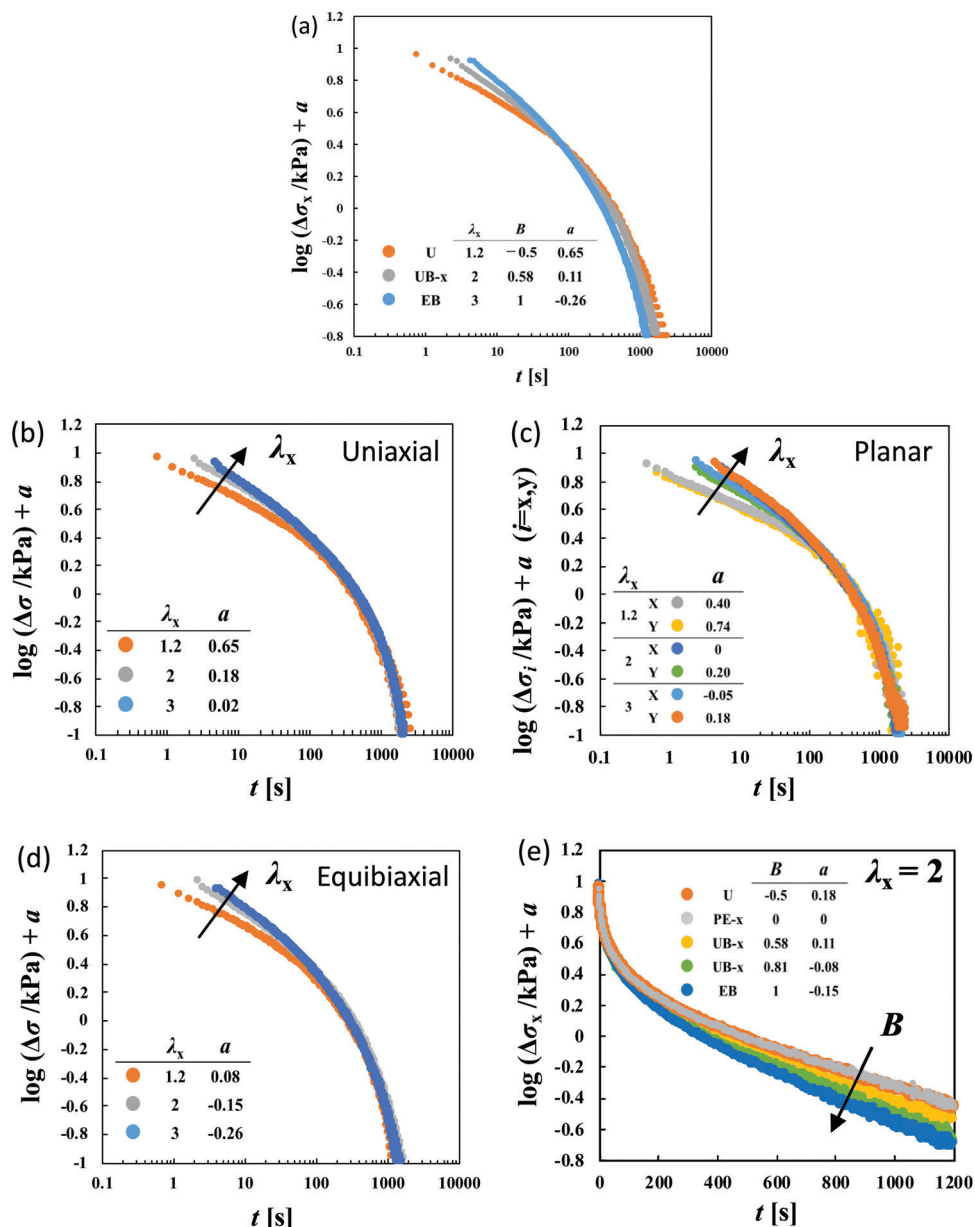 (a)
log (Δσx /kPa) + a
1.2
1
0.8
0.6
0.4
0.2
0
-0.2
-0.4
-0.6
-0.8
λx B a
U 1.2 −0.5 0.65
UB-x 2 0.58 0.11
EB 3 1 -0.26
0.1 1 10 100 1000 10000
t [s]
(b)
log (Δσ /kPa) + a
1.2
1
0.8
0.6
0.4
0.2
0
-0.2
-0.4
-0.6
-0.8
-1
λx
Uniaxial
λx a
1.2 0.65
2 0.18
3 0.02
0.1 1 10 100 1000 10000
t [s]
(c)
log (Δσi /kPa) + a (i=x,y)
1.2
1
0.8
0.6
0.4
0.2
0
-0.2
-0.4
-0.6
-0.8
-1
λx
Planar
λx a
1.2 X 0.40
Y 0.74
2 X 0
Y 0.20
3 X -0.05
Y 0.18
0.1 1 10 100 1000 10000
t [s]
(d)
log (Δσ /kPa) + a
1.2
1
0.8
0.6
0.4
0.2
0
-0.2
-0.4
-0.6
-0.8
-1
λx
Equibiaxial
λx a
1.2 0.08
2 -0.15
3 -0.26
0.1 1 10 100 1000 10000
t [s]
(e)
log (Δσx /kPa) + a
1.2
1
0.8
0.6
0.4
0.2
0
-0.2
-0.4
-0.6
-0.8
λx = 2
B a
U -0.5 0.18
PE-x 0 0
UB-x 0.58 0.11
UB-x 0.81 -0.08
EB 1 -0.15
B
0 200 400 600 800 1000 1200
t [s]